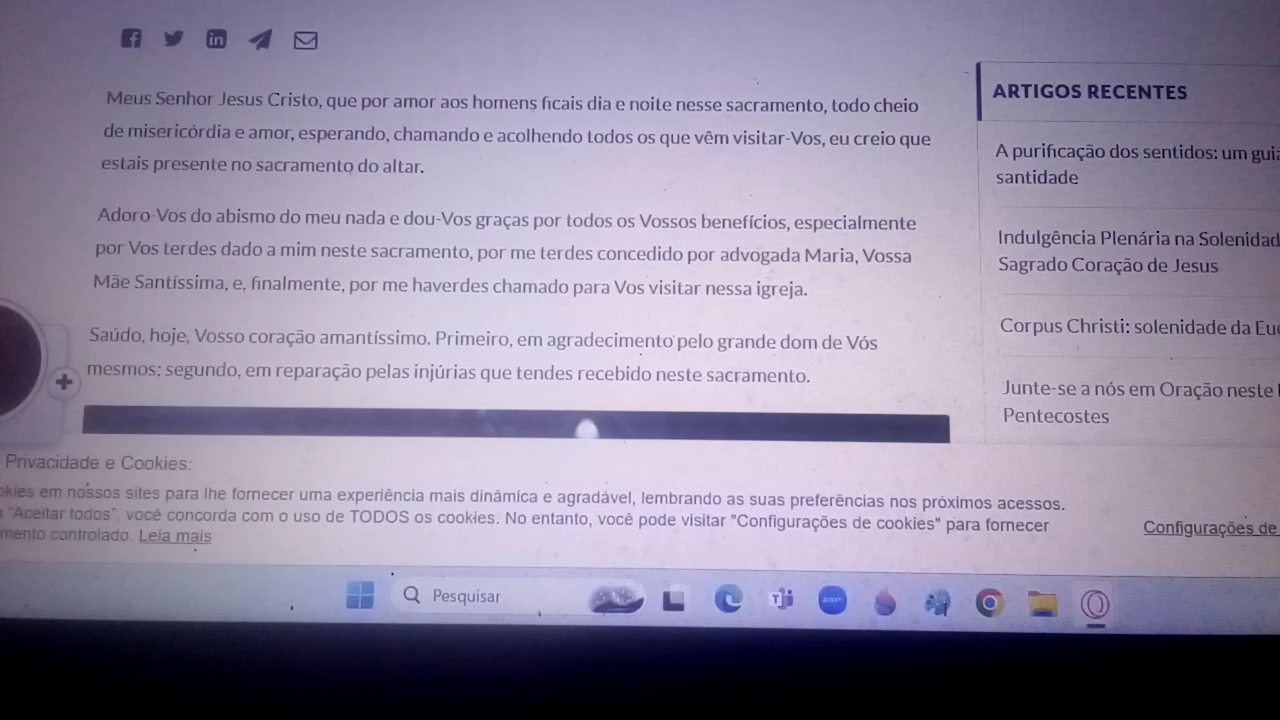 Meus Senhor Jesus Cristo, que por amor aos homens ficais dia e noite nesse sacramento, todo cheio
de misericórdia e amor, esperando, chamando e acolhendo todos os que vêm visitar-Vos, eu creio que
estais presente no sacramento do altar.
Adoro-Vos do abismo do meu nada e dou-Vos graças por todos os Vossos benefícios, especialmente
por Vos terdes dado a mim neste sacramento, por me terdes concedido por advogada Maria, Vossa
Mãe Santíssima, e, finalmente, por me haverdes chamado para Vos visitar nessa igreja.
Saúdo, hoje, Vosso coração amantíssimo. Primeiro, em agradecimento pelo grande dom de Vós
mesmos; segundo, em reparação pelas injúrias que tendes recebido neste sacramento.
ARTIGOS RECENTES
A purificação dos sentidos: um guia
santidade
Indulgência Plenária na Solenidad
Sagrado Coração de Jesus
Corpus Christi: solenidade da Euc
Junte-se a nós em Oração neste
Pentecostes
Privacidade e Cookies:
okies em nossos sites para lhe fornecer uma experiência mais dinâmica e agradável, lembrando as suas preferências nos próximos acessos.
"Aceitar todos", você concorda com o uso de TODOS os cookies. No entanto, você pode visitar "Configurações de cookies" para fornecer
mento controlado. Leia mais
Configurações de
Pesquisar